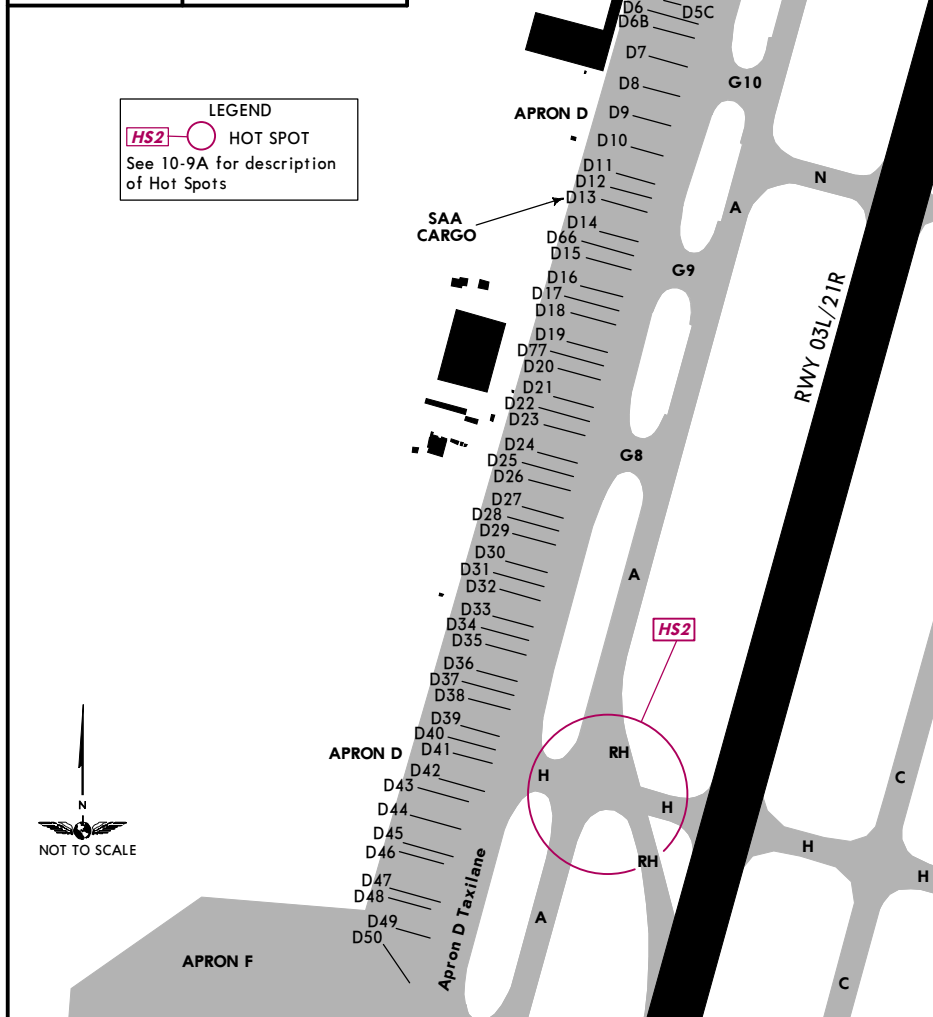 D6
D5C
D6B
D7
G10
D8
LEGEND
HS2 HOT SPOT
See 10-9A for description
of Hot Spots
APRON D
D9
D10
D11
D12
D13
N
A
SAA
CARGO
D14
D66
D15
G9
D16
D17
D18
RWY 03L/21R
D19
D77
D20
D21
D22
D23
D24
G8
D25
D26
D27
D28
D29
D30
D31
D32
A
D33
D34
D35
HS2
D36
D37
D38
D39
D40
D41
APRON D
RH
D42
D43
H
C
D44
H
N
NOT TO SCALE
D45
D46
H
RH
H
D47
D48
Apron D Taxilane
D49
D50
A
APRON F
C